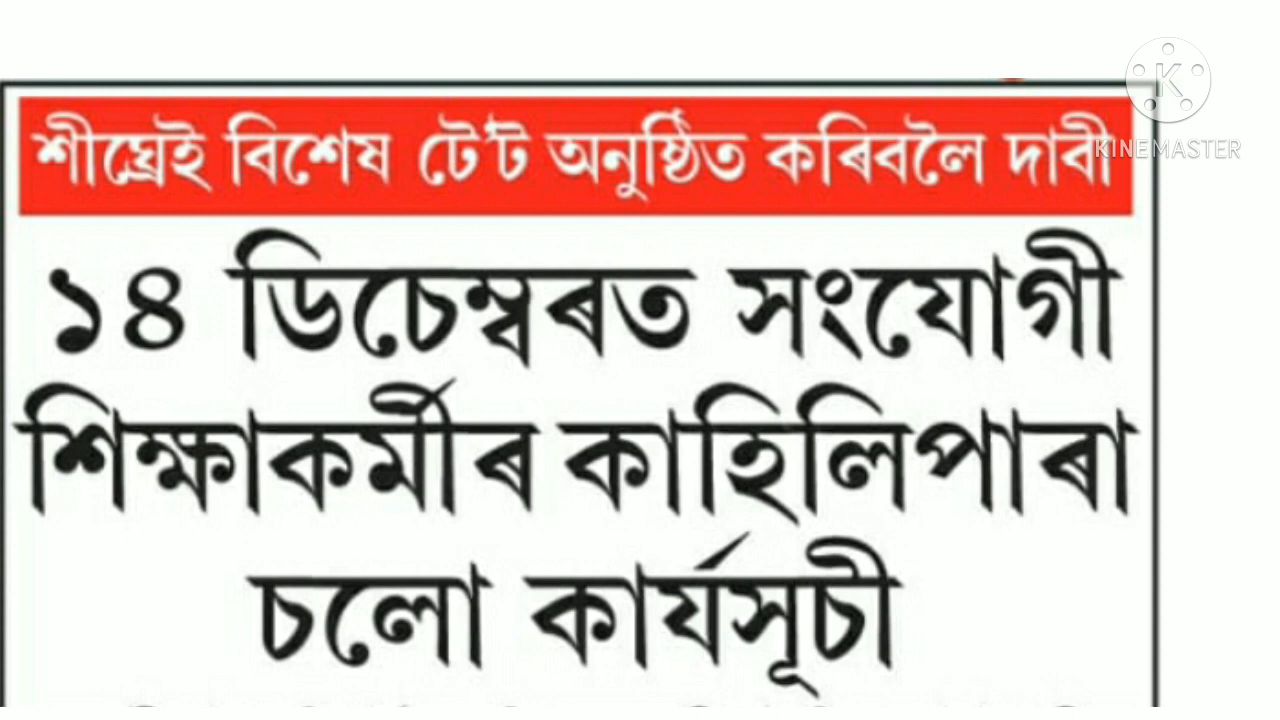 শীঘ্ৰেই বিশেষ টে'ট অনুষ্ঠিত কৰিবলৈ দাবী
১৪ ডিচেম্বৰত সংযোগী
শিক্ষাকৰ্মীৰ কাহিলিপাৰা
চলো কাৰ্যসূচী
K
KINEMASTER